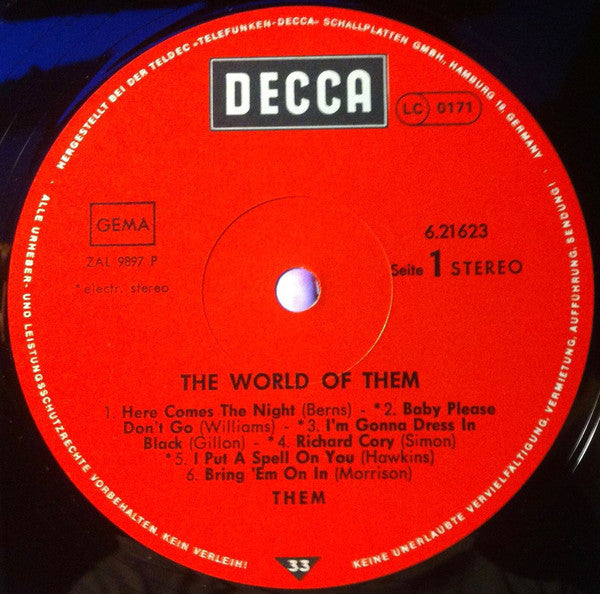 HERGESTELLT BEI DER TELDEC »TELEFUNKEN-DECCA« SCHALLPLATTEN GMBH, HAMBURG 19 GERMANY
DECCA
LC 0171
GEMA
ZAL 9897 P
*electr. stereo
6.21623
Seite 1 STEREO
THE WORLD OF THEM
1. Here Comes The Night (Berns) - *2. Baby Please
Don't Go (Williams) - *3. I'm Gonna Dress In
Black (Gillon) - *4. Richard Cory (Simon)
*5. I Put A Spell On You (Hawkins)
6. Bring 'Em On In (Morrison)
THEM
33
ALLE URHEBER- UND LEISTUNGSSCHUTZRECHTE VORBEHALTEN. KEIN VERLEIH!
KEINE UNERLAUBTE VERVIELFÄLTIGUNG, VERMIETUNG, AUFFÜHRUNG, SENDUNG!